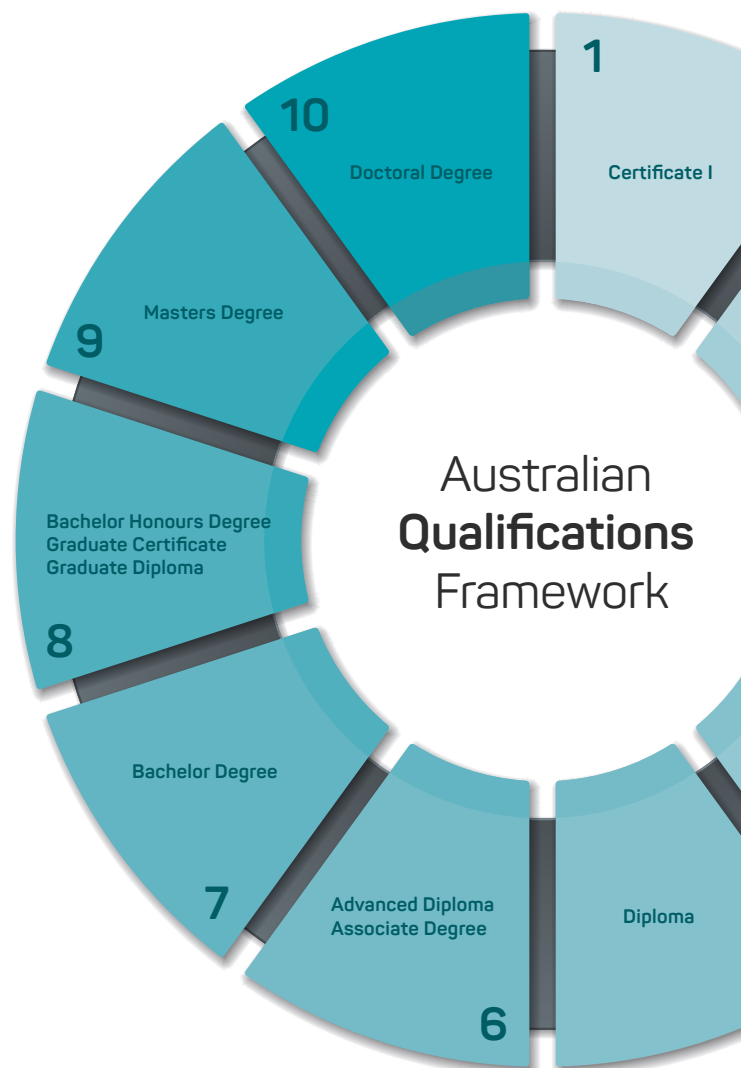 1
Certificate I
10
Doctoral Degree
Masters Degree
9
Bachelor Honours Degree
Graduate Certificate
Graduate Diploma
8
Bachelor Degree
7
Advanced Diploma
Associate Degree
6
Diploma
Australian
Qualifications
Framework